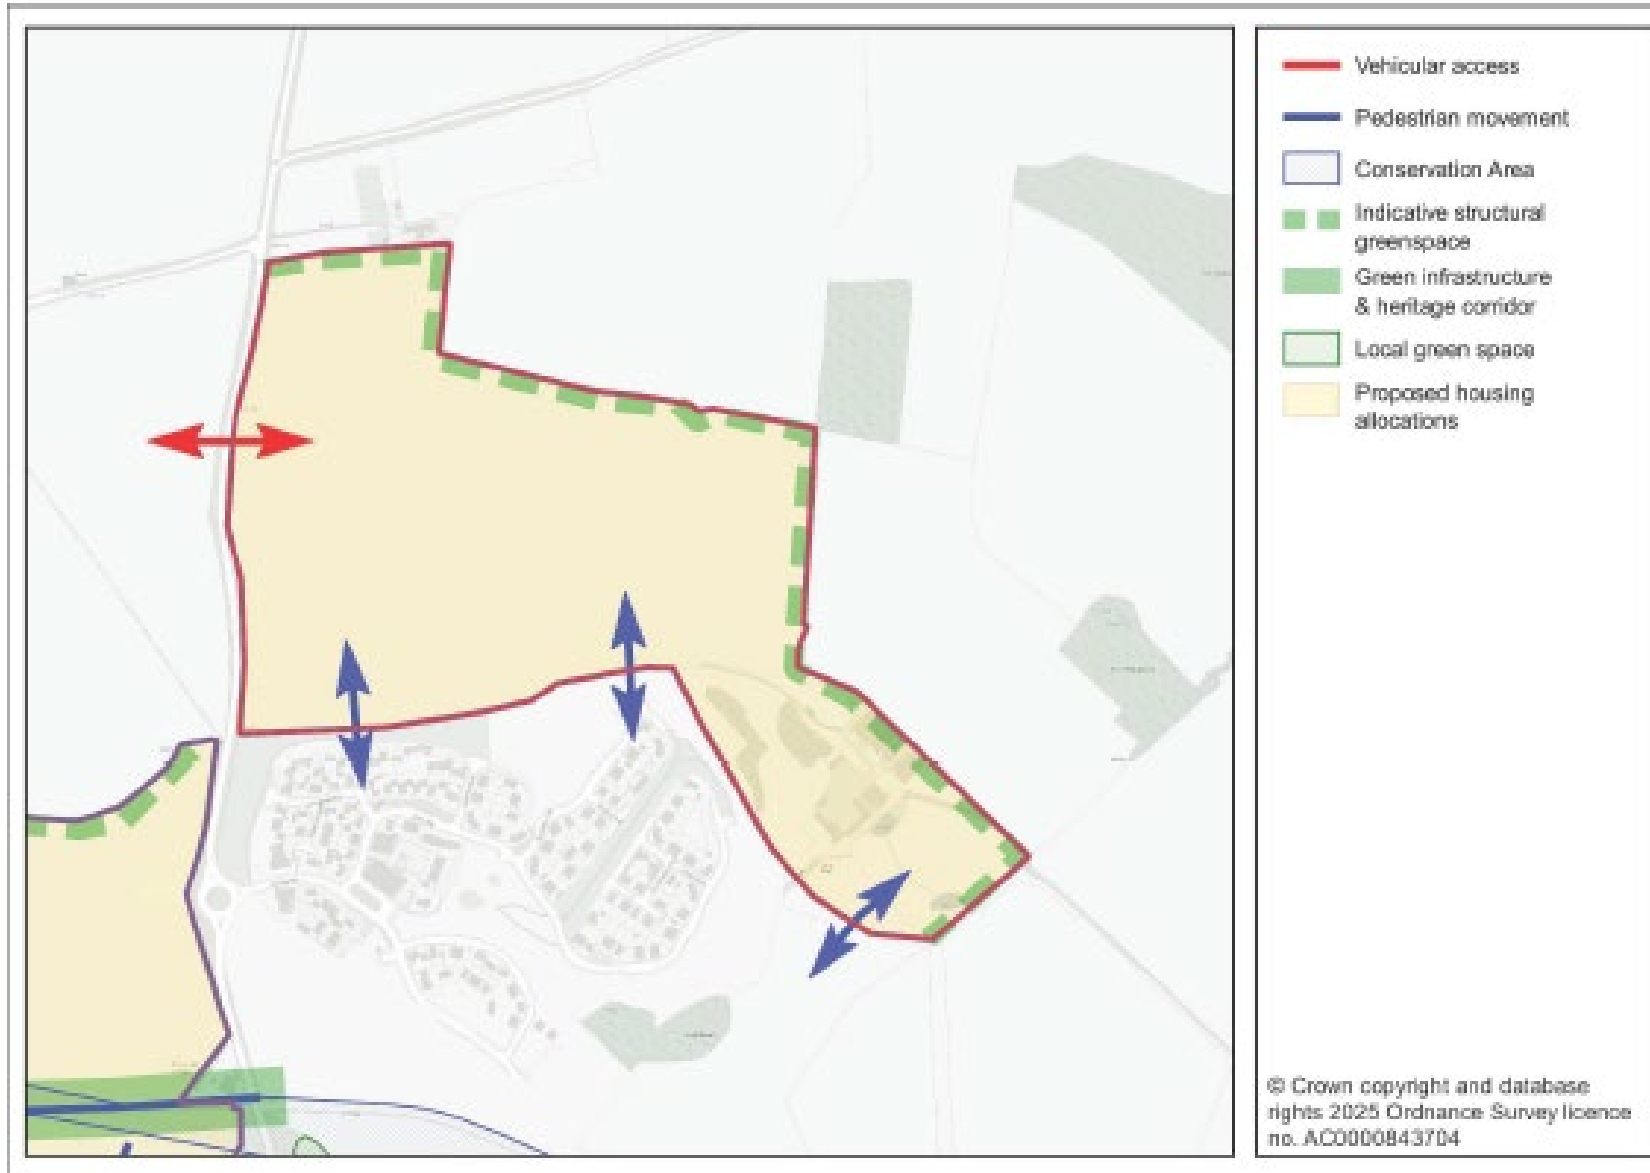 Vehicular access
Pedestrian movement
Conservation Area
Indicative structural
greenspace
Green infrastructure
& heritage corridor
Local green space
Proposed housing
allocations
© Crown copyright and database
rights 2025 Ordnance Survey licence
no. AC0000843704